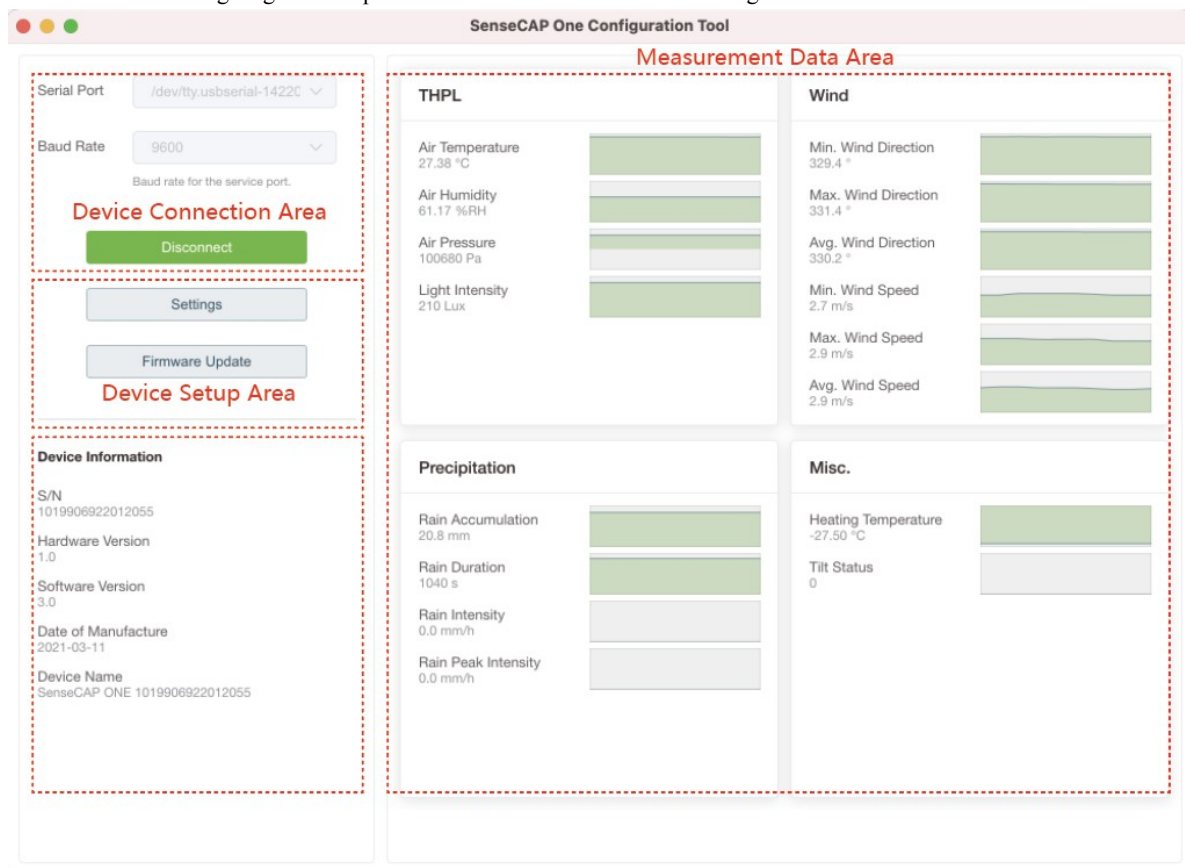 SenseCAP One Configuration Tool
Measurement Data Area
Serial Port
/dev/tty.usbserial-14220
Baud Rate
9600
Baud rate for the service port.
Device Connection Area
Disconnect
Settings
Firmware Update
Device Setup Area
Device Information
S/N
1019906922012055
Hardware Version
1.0
Software Version
3.0
Date of Manufacture
2021-03-11
Device Name
SenseCAP ONE 1019906922012055
THPL
Air Temperature
27.38 °C
Air Humidity
61.17 %RH
Air Pressure
100680 Pa
Light Intensity
210 Lux
Wind
Min. Wind Direction
329.4 °
Max. Wind Direction
331.4 °
Avg. Wind Direction
330.2 °
Min. Wind Speed
2.7 m/s
Max. Wind Speed
2.9 m/s
Avg. Wind Speed
2.9 m/s
Precipitation
Rain Accumulation
20.8 mm
Rain Duration
1040 s
Rain Intensity
0.0 mm/h
Rain Peak Intensity
0.0 mm/h
Misc.
Heating Temperature
-27.50 °C
Tilt Status
0